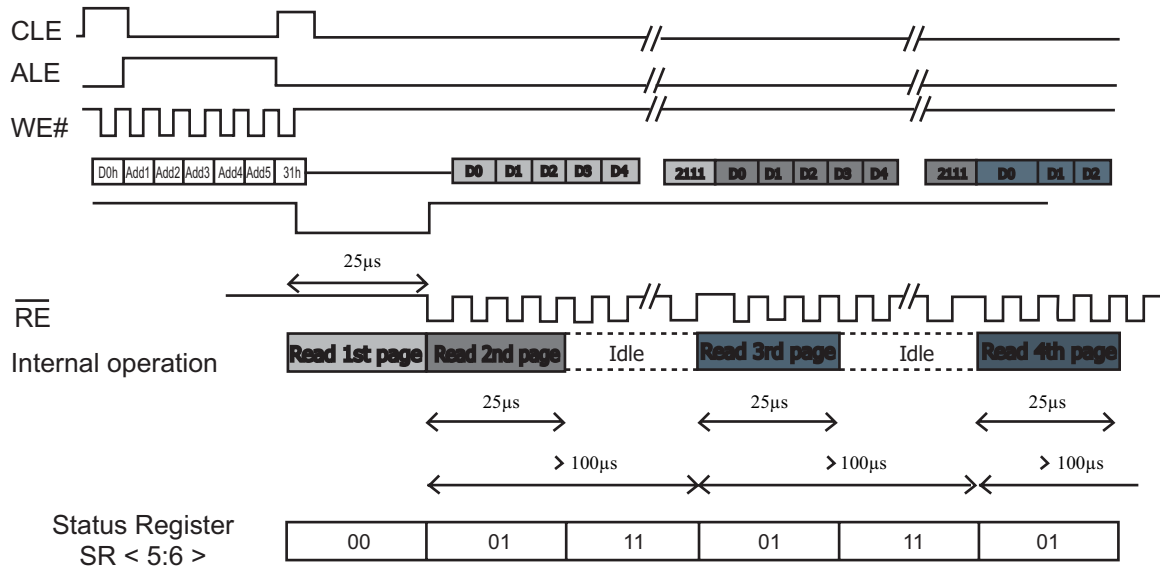 CLE
ALE
WE#
D0h Add1 Add2 Add3 Add4 Add5 31h D0 D1 D2 D3 D4 2111 D0 D1 D2 D3 D4 2111 D0 D1 D2
25µs
RE
Internal operation Read 1st page Read 2nd page Idle Read 3rd page Idle Read 4th page
25µs 25µs 25µs
> 100µs > 100µs > 100µs
Status Register
SR < 5:6 >
00 01 11 01 11 01